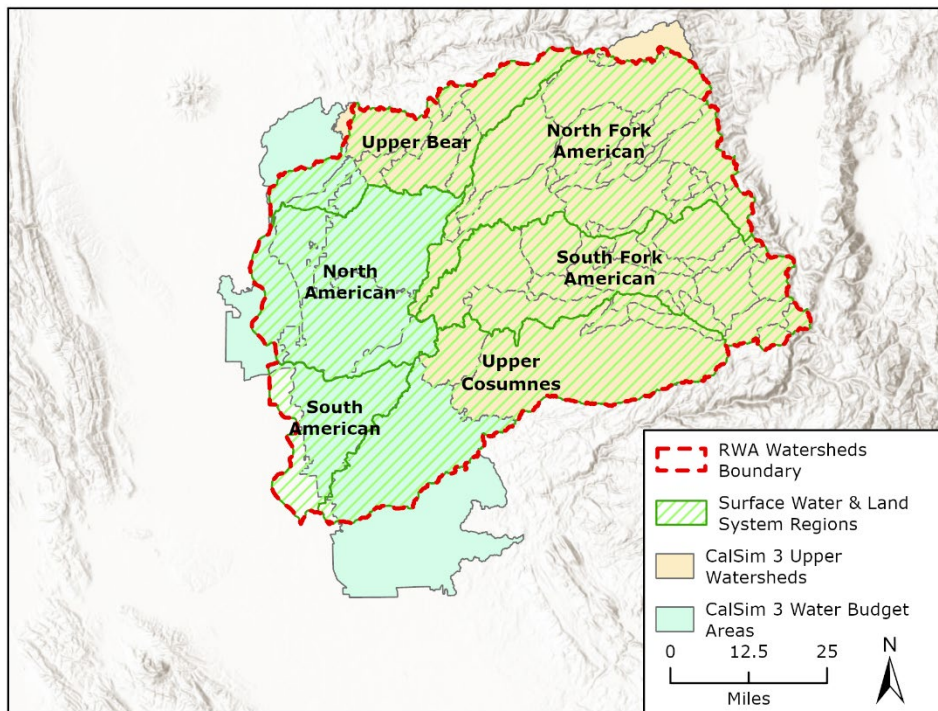 Upper Bear
North Fork
American
South Fork
American
North
American
Upper
Cosumnes
South
American
RWA Watersheds
Boundary
Surface Water & Land
System Regions
CalSim 3 Upper
Watersheds
CalSim 3 Water Budget
Areas
0 12.5 25
Miles
N